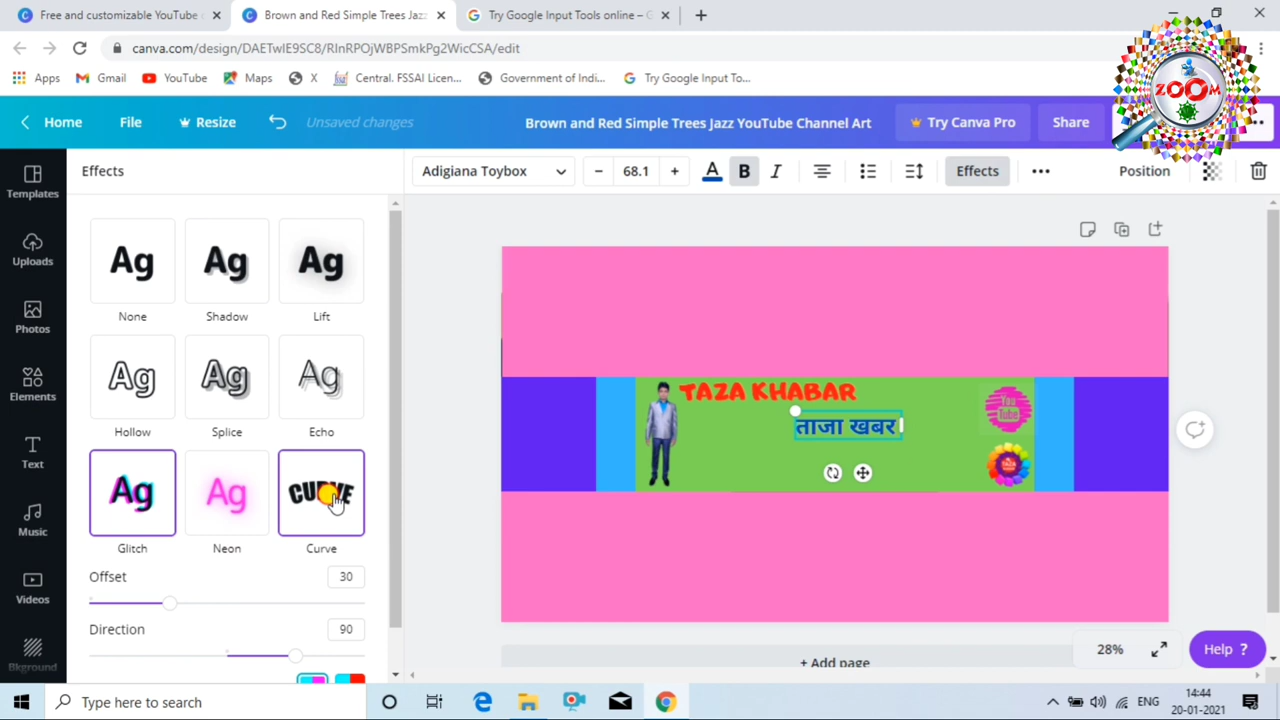 Free and customizable YouTube c
Brown and Red Simple Trees Jazz
Try Google Input Tools online – G
canva.com/design/DAETwIE9SC8/RInRPOjWBPSmkPg2WicCSA/edit
Apps
Gmail
YouTube
Maps
X
Central. FSSAI Licen...
Government of Indi...
Try Google Input To...
ZOOM
Home
File
Resize
Unsaved changes
Brown and Red Simple Trees Jazz YouTube Channel Art
Try Canva Pro
Share
Templates
Uploads
Photos
Elements
Text
Music
Videos
Bkground
Effects
Adigiana Toybox
– 68.1 +
A B I
Effects
Position
Ag Ag Ag
None Shadow Lift
Ag Ag Ag
Hollow Splice Echo
Ag Ag CURVE
Glitch Neon Curve
Offset 30
Direction 90
TAZA KHABAR
ताजा खबर
You
Tube
+ Add page
28%
Help ?
Type here to search
ENG
14:44
20-01-2021